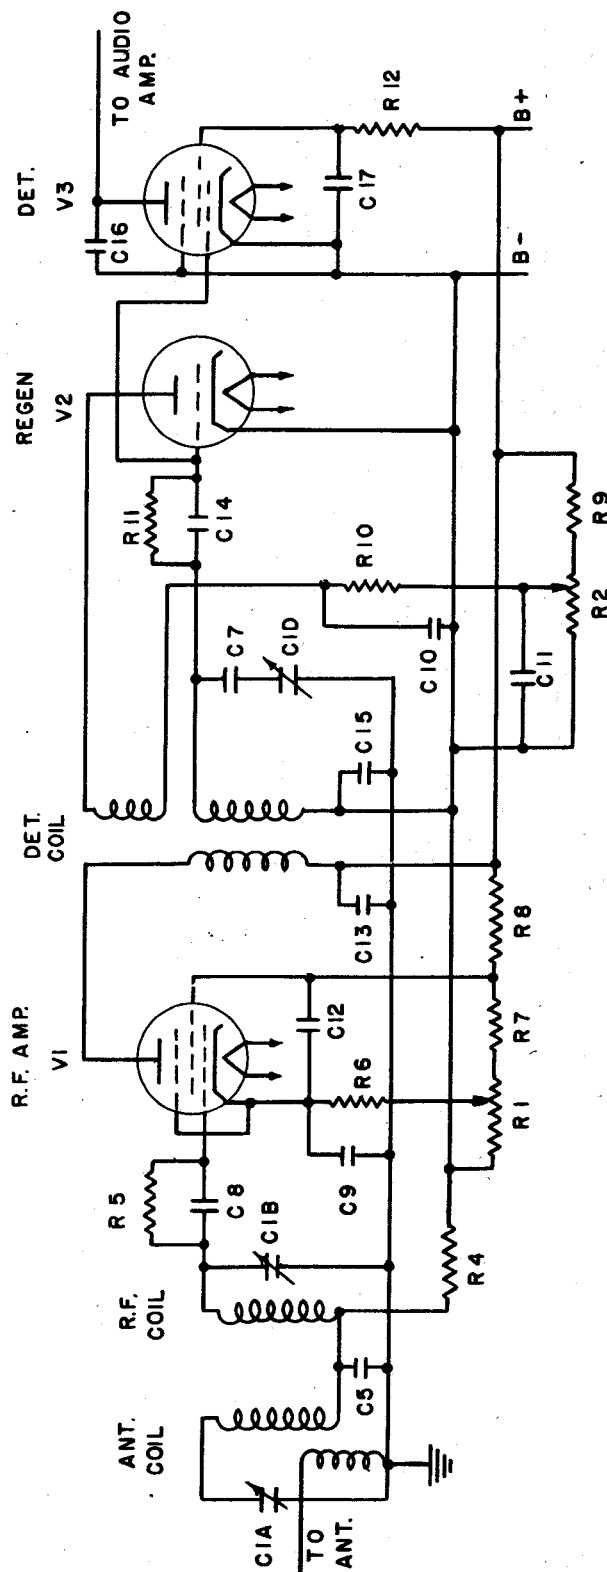 TO ANT.
C1A
ANT. COIL
C5
R.F. COIL
C1B
R5
C8
R4
C9
R.F. AMP.
V1
R6
C12
R1
R7
R8
C13
DET. COIL
C15
C7
C1D
R11
C14
R10
C10
C11
R2
R9
REGEN
V2
DET.
V3
C16
C17
R12
TO AUDIO AMP.
B-
B+